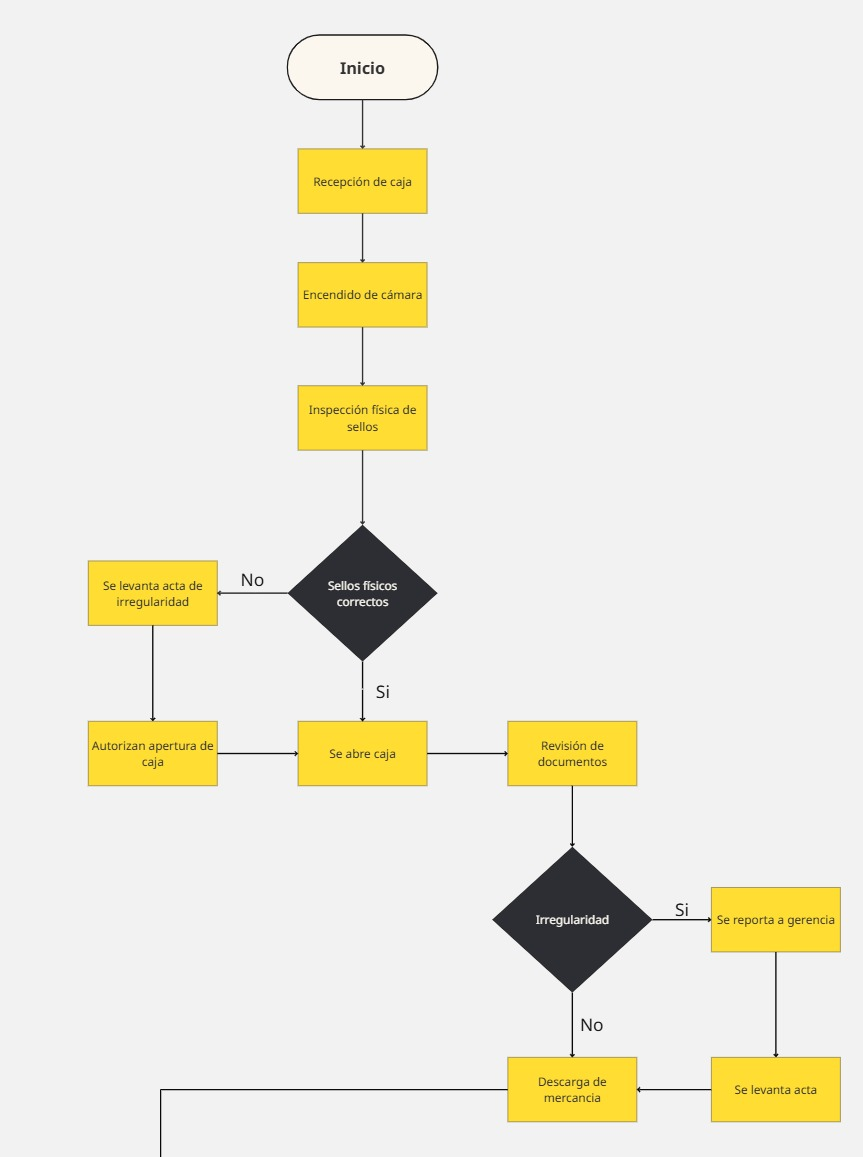 Inicio
Recepción de caja
Encendido de cámara
Inspección física de
sellos
Sellos físicos
correctos
No
Se levanta acta de
irregularidad
Si
Autorizan apertura de
caja
Se abre caja
Revisión de
documentos
Irregularidad
Si
Se reporta a gerencia
No
Descarga de
mercancia
Se levanta acta